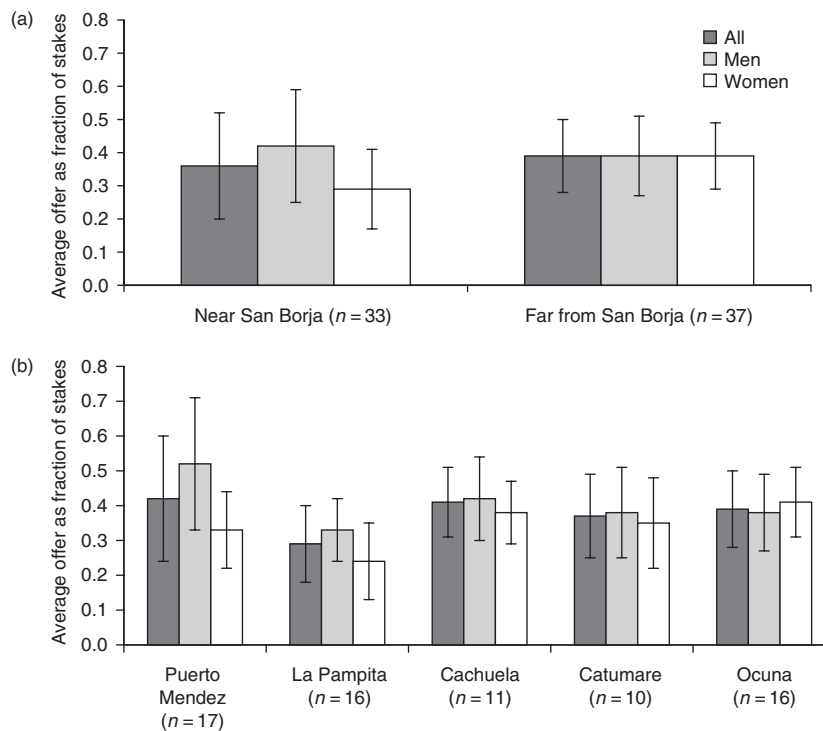 (a)
Average offer as fraction of stakes
0.8
0.7
0.6
0.5
0.4
0.3
0.2
0.1
0.0
All
Men
Women
Near San Borja (n = 33)
Far from San Borja (n = 37)
(b)
Average offer as fraction of stakes
0.8
0.7
0.6
0.5
0.4
0.3
0.2
0.1
0.0
Puerto
Mendez
(n = 17)
La Pampita
(n = 16)
Cachuela
(n = 11)
Catumare
(n = 10)
Ocuna
(n = 16)